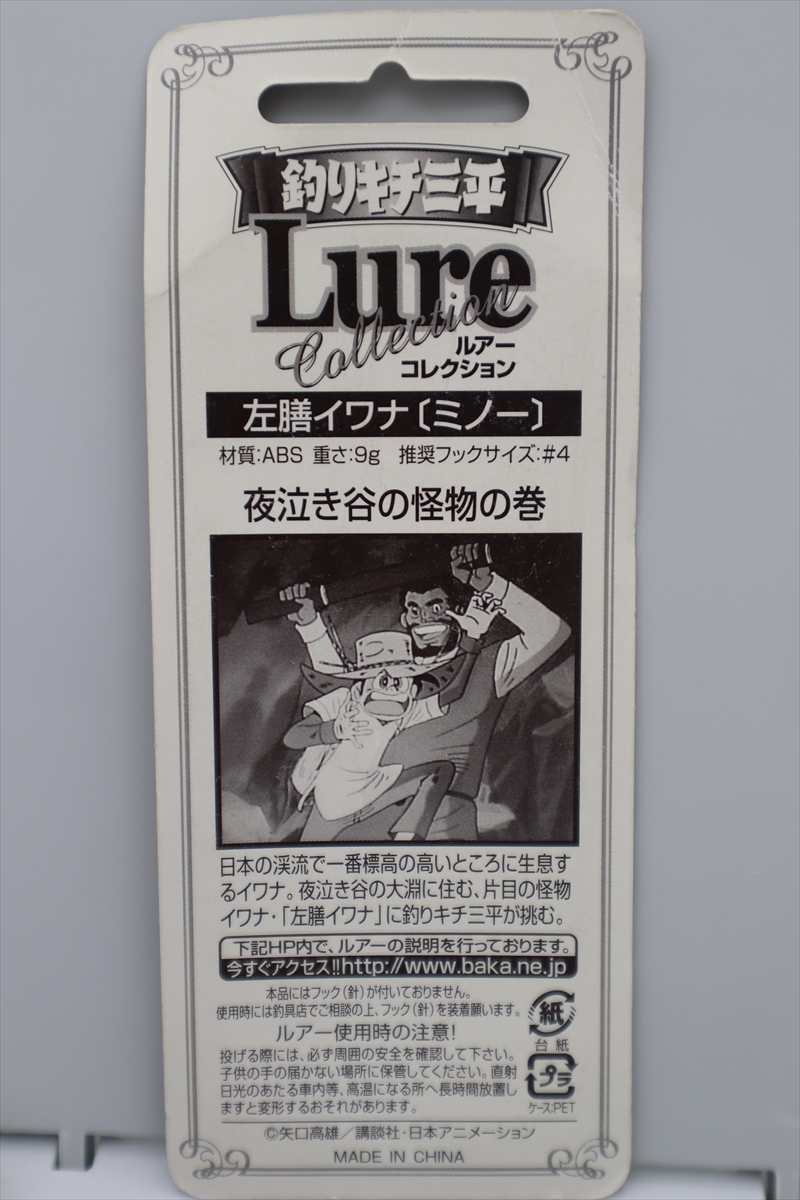 釣りキチ三平
Lure
Collection
ルアー
コレクション
左膳イワナ〔ミノー〕
材質:ABS 重さ:9g 推奨フックサイズ:#4
夜泣き谷の怪物の巻
日本の渓流で一番標高の高いところに生息す
るイワナ。夜泣き谷の大淵に住む、片目の怪物
イワナ・「左膳イワナ」に釣りキチ三平が挑む。
下記HP内で、ルアーの説明を行っております。
今すぐアクセス!!http://www.baka.ne.jp
本品にはフック(針)が付いておりません。
使用時には釣具店でご相談の上、フック(針)を装着願います。
ルアー使用時の注意!
投げる際には、必ず周囲の安全を確認して下さい。
子供の手の届かない場所に保管してください。直射
日光のあたる車内等、高温になる所へ長時間放置し
ますと変形するおそれがあります。
紙
台紙
プラ
ケース:PET
©矢口高雄/講談社・日本アニメーション
MADE IN CHINA